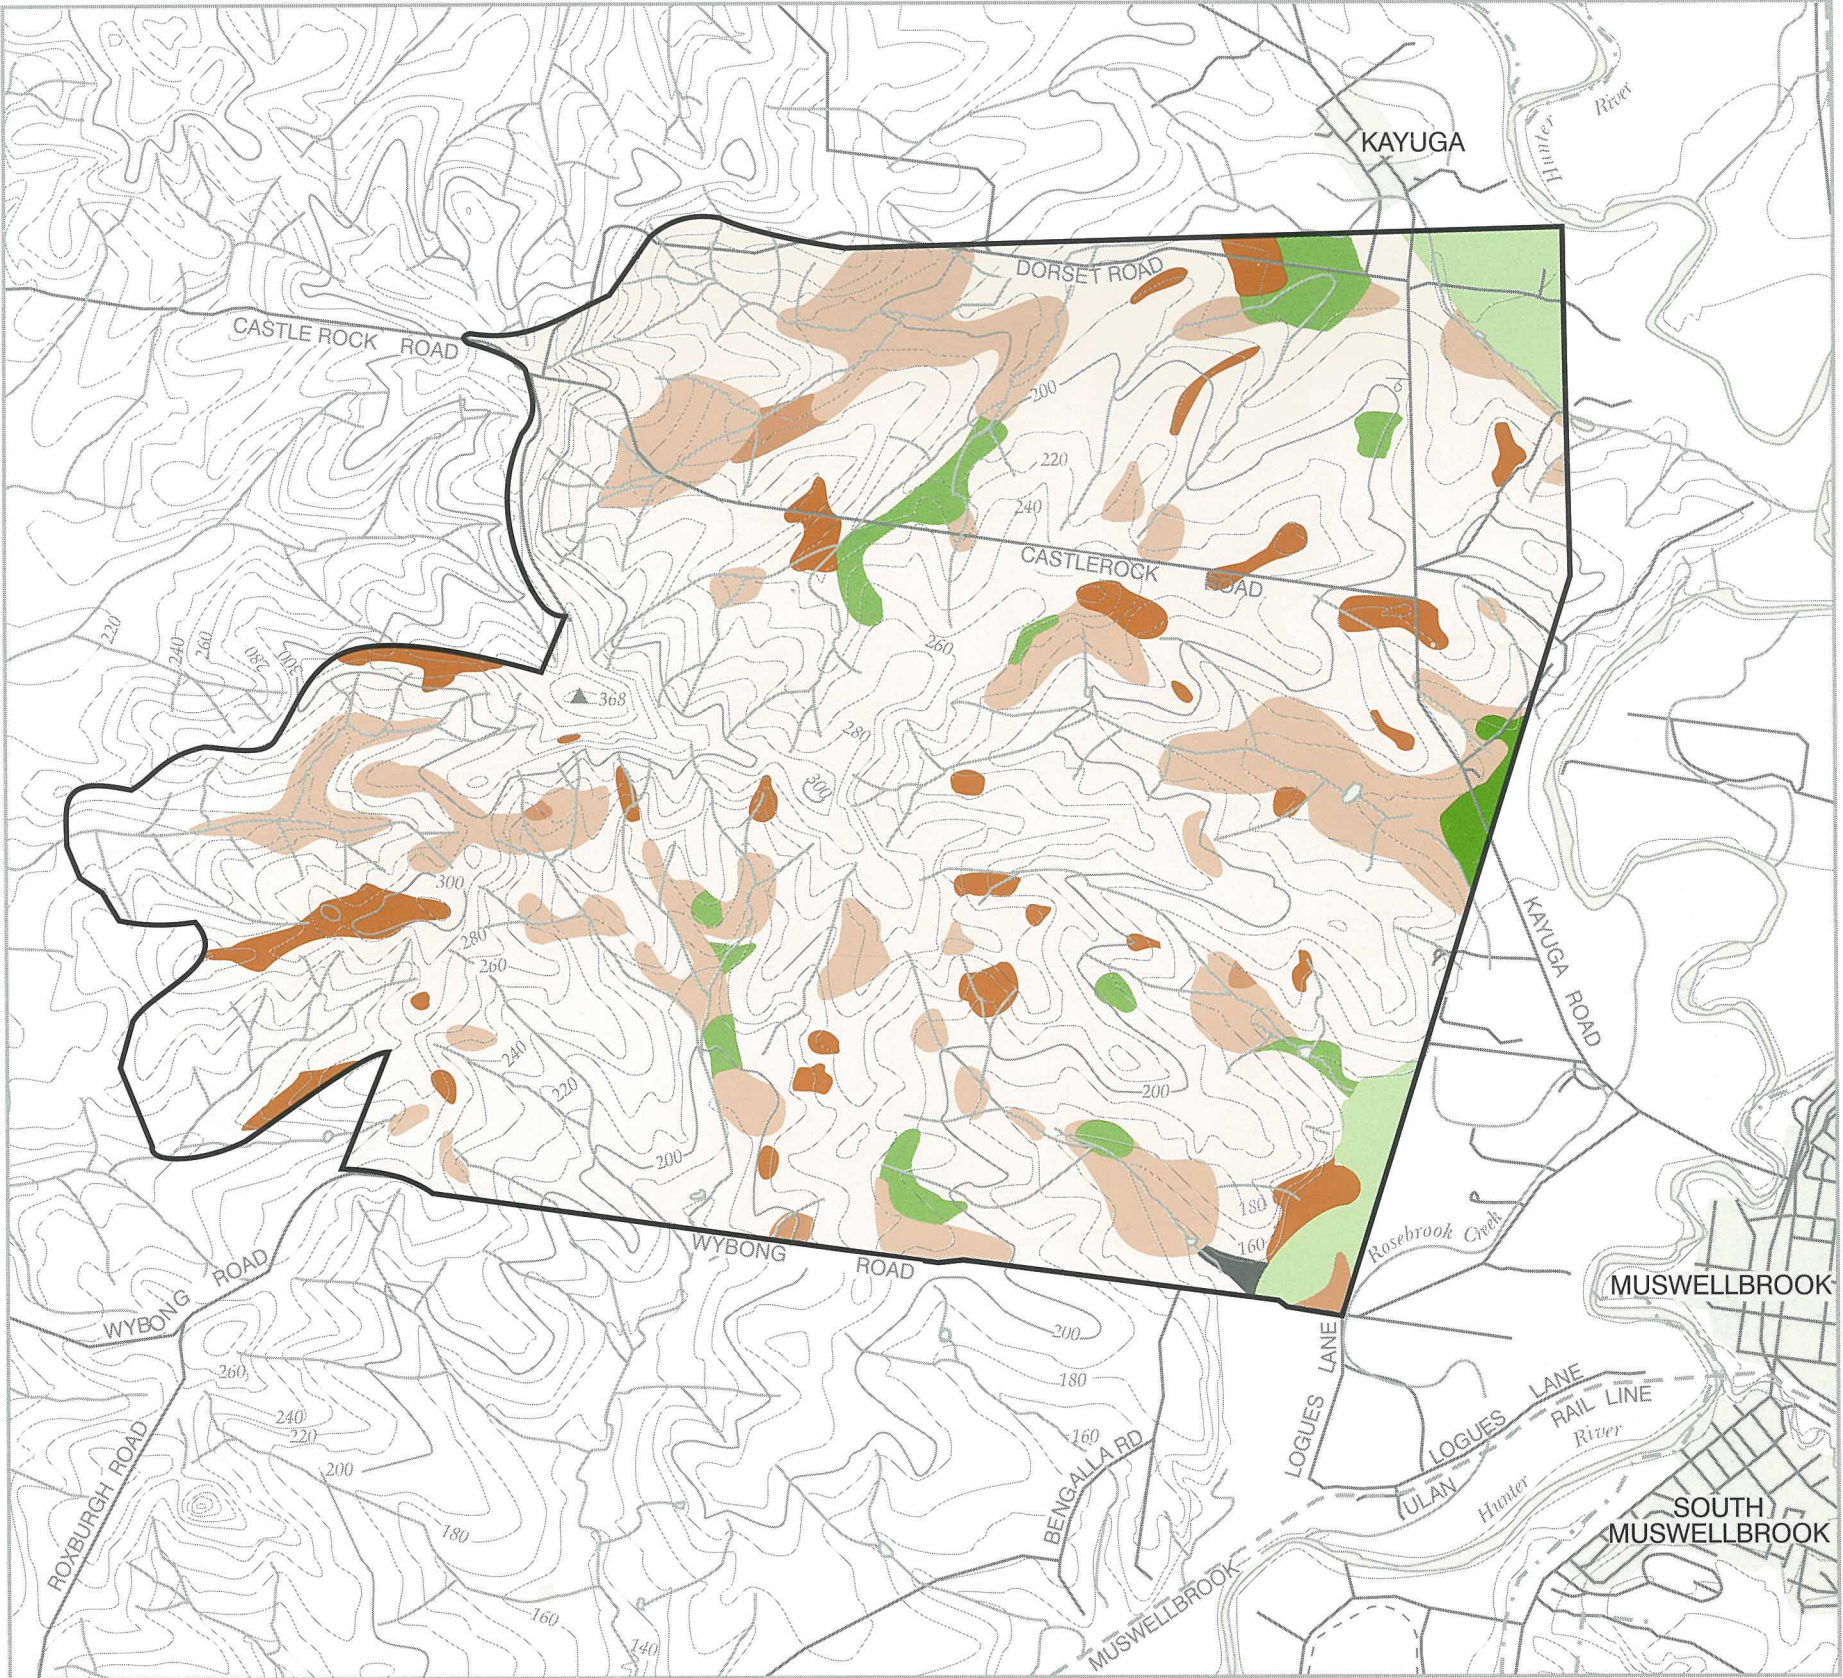 Hunter
River
KAYUGA
DORSET ROAD
CASTLE ROCK ROAD
200
220
240
CASTLEROCK
ROAD
220
240
260
280
300
260
368
280
300
300
280
260
KAYUGA
ROAD
240
220
200
200
180
160
Rosebrook Creek
WYBONG
ROAD
WYBONG
ROAD
MUSWELLBROOK
LOGUES
LANE
200
180
160
260
240
220
200
180
160
140
ROXBURGH ROAD
BENGALLA RD
LOGUES
LANE
RAIL LINE
River
ULAN
Hunter
MUSWELLBROOK
SOUTH
MUSWELLBROOK